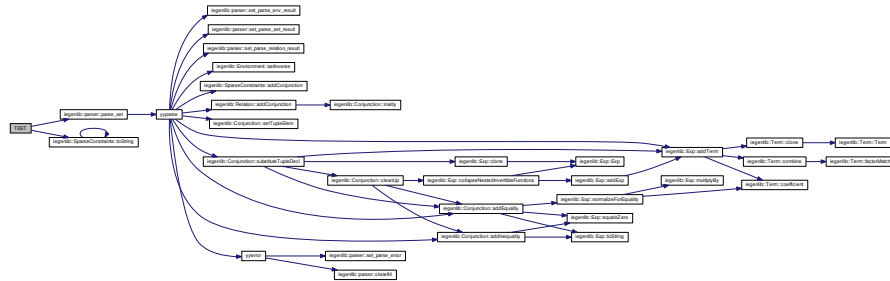 iegenlib::parser::set_parse_env_result
iegenlib::parser::set_parse_set_result
iegenlib::parser::set_parse_relation_result
iegenlib::Environment::setInverse
iegenlib::SparseConstraints::addConjunction
iegenlib::Relation::addConjunction
iegenlib::Conjunction::inarity
iegenlib::parser::parse_set
yyparse
iegenlib::Conjunction::setTupleElem
TEST
iegenlib::SparseConstraints::toString
iegenlib::Term::clone
iegenlib::Term::Term
iegenlib::Exp::addTerm
iegenlib::Conjunction::substituteTupleDecl
iegenlib::Exp::clone
iegenlib::Exp::Exp
iegenlib::Term::combine
iegenlib::Term::factorMatches
iegenlib::Conjunction::cleanUp
iegenlib::Exp::collapseNestedInvertibleFunctions
iegenlib::Exp::addExp
iegenlib::Exp::multiplyBy
iegenlib::Term::coefficient
iegenlib::Exp::normalizeForEquality
iegenlib::Conjunction::addEquality
iegenlib::Exp::equalsZero
iegenlib::Conjunction::addInequality
iegenlib::Exp::toString
yyerror
iegenlib::parser::set_parse_error
iegenlib::parser::clearAll